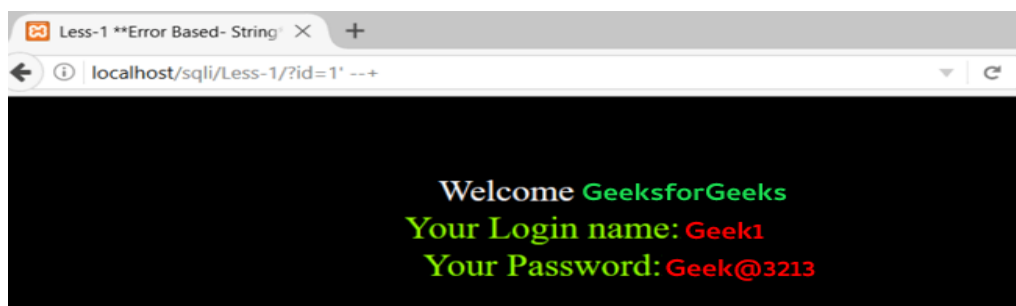 Less-1 **Error Based- String*
localhost/sqli/Less-1/?id=1' --+
Welcome GeeksforGeeks
Your Login name: Geek1
Your Password: Geek@3213